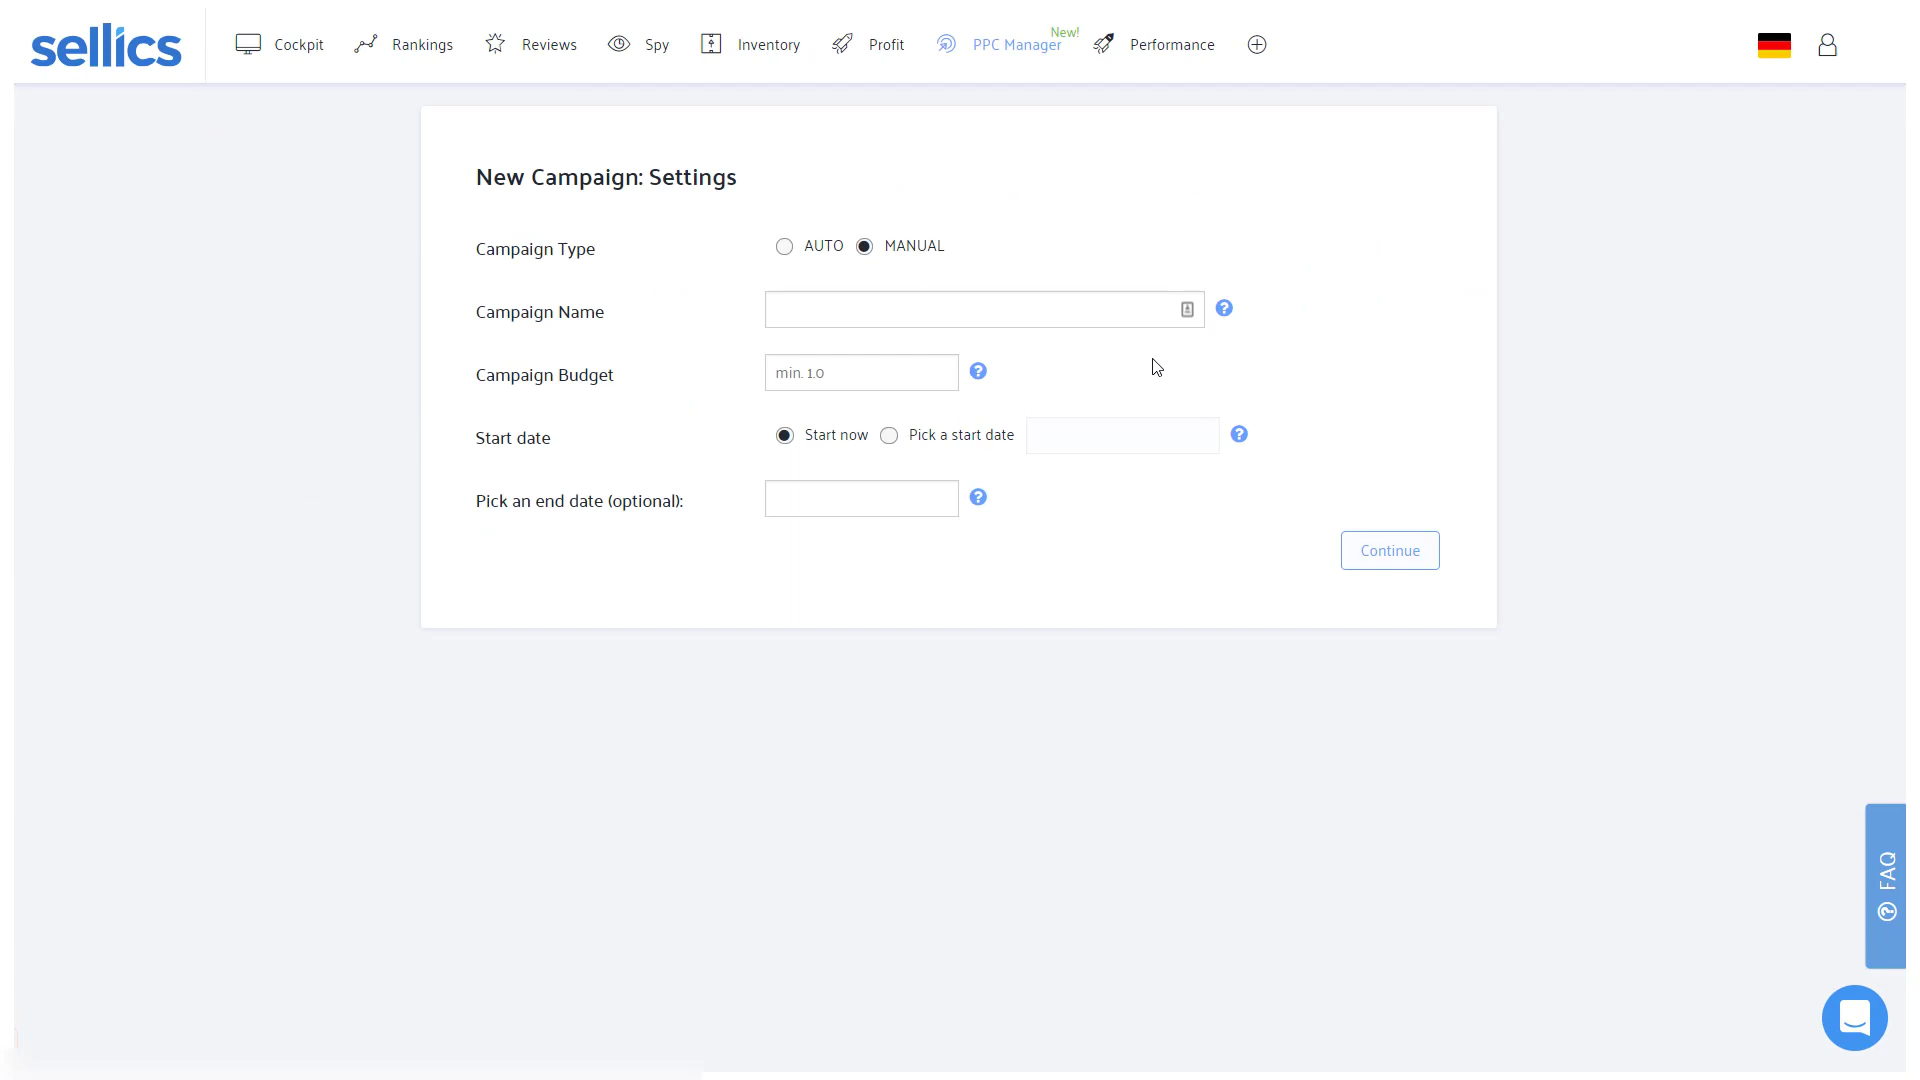 sellics
Cockpit Rankings Reviews Spy Inventory Profit PPC Manager New! Performance
New Campaign: Settings
Campaign Type AUTO MANUAL
Campaign Name
Campaign Budget min. 1.0
Start date Start now Pick a start date
Pick an end date (optional):
Continue
FAQ